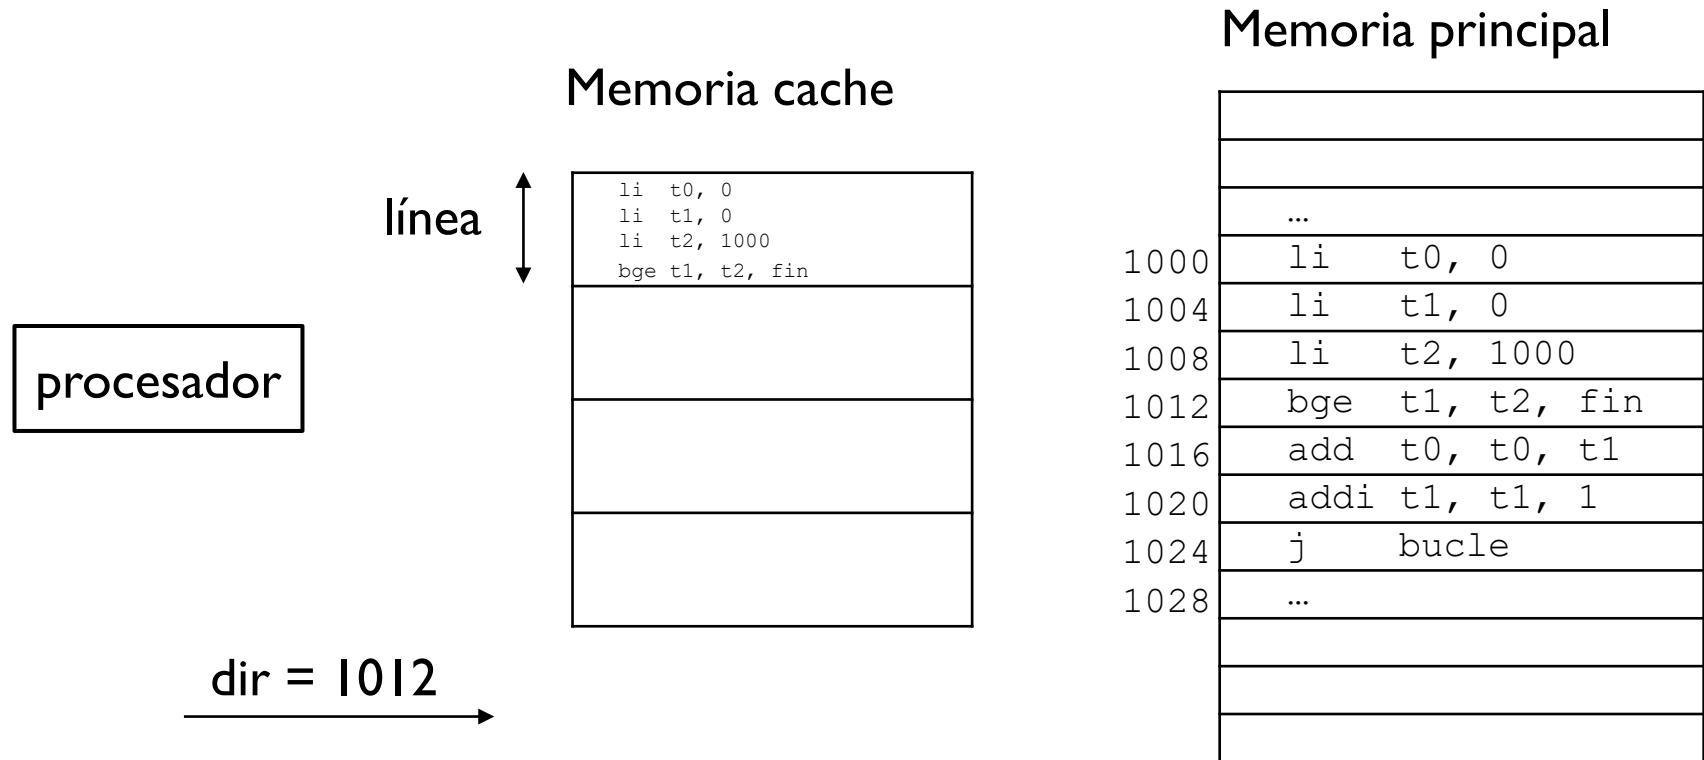 Memoria principal
Memoria cache
línea
li t0, 0
li t1, 0
li t2, 1000
bge t1, t2, fin
procesador
dir = 1012
…
1000 li t0, 0
1004 li t1, 0
1008 li t2, 1000
1012 bge t1, t2, fin
1016 add t0, t0, t1
1020 addi t1, t1, 1
1024 j bucle
1028 …